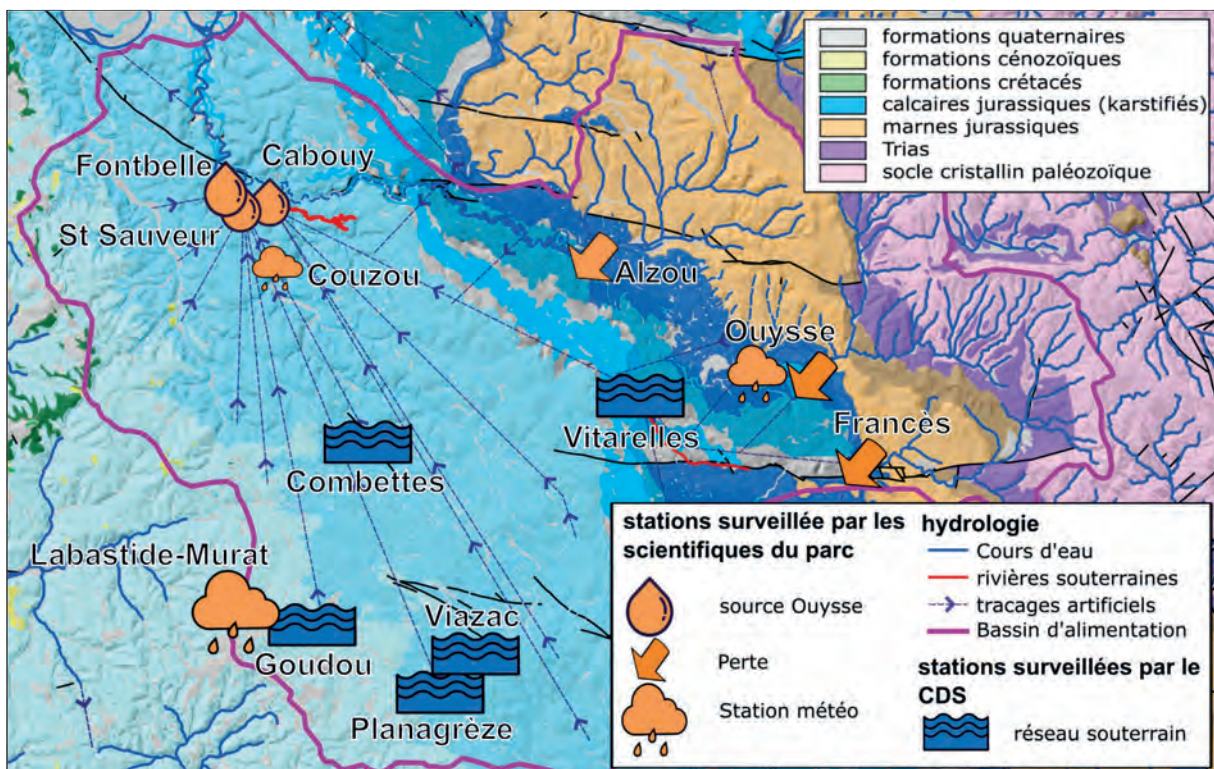 formations quaternaires
formations cénozoïques
formations crétacés
calcaires jurassiques (karstifiés)
marnes jurassiques
Trias
socle cristallin paléozoïque
Fontbelle
Cabouy
St Sauveur
Couzou
Alzou
Ouysse
Vitarelles
Francès
Combettes
Labastide-Murat
Goudou
Viazac
Planagrèze
stations surveillée par les
scientifiques du parc
source Ouysse
Perte
Station météo
hydrologie
Cours d'eau
rivières souterraines
tracages artificiels
Bassin d'alimentation
stations surveillées par le
CDS
réseau souterrain